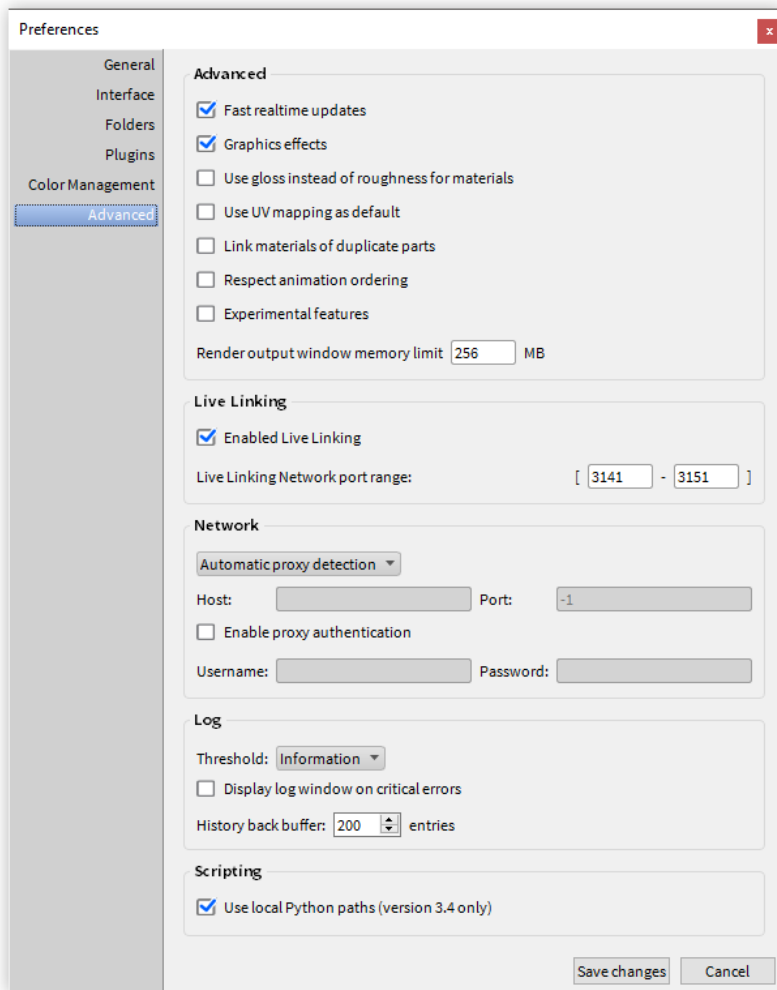 Preferences
x
General
Interface
Folders
Plugins
Color Management
Advanced
Advanced
Fast realtime updates
Graphics effects
Use gloss instead of roughness for materials
Use UV mapping as default
Link materials of duplicate parts
Respect animation ordering
Experimental features
Render output window memory limit 256 MB
Live Linking
Enabled Live Linking
Live Linking Network port range: [ 3141 - 3151 ]
Network
Automatic proxy detection
Host: Port: -1
Enable proxy authentication
Username: Password:
Log
Threshold: Information
Display log window on critical errors
History back buffer: 200 entries
Scripting
Use local Python paths (version 3.4 only)
Save changes Cancel